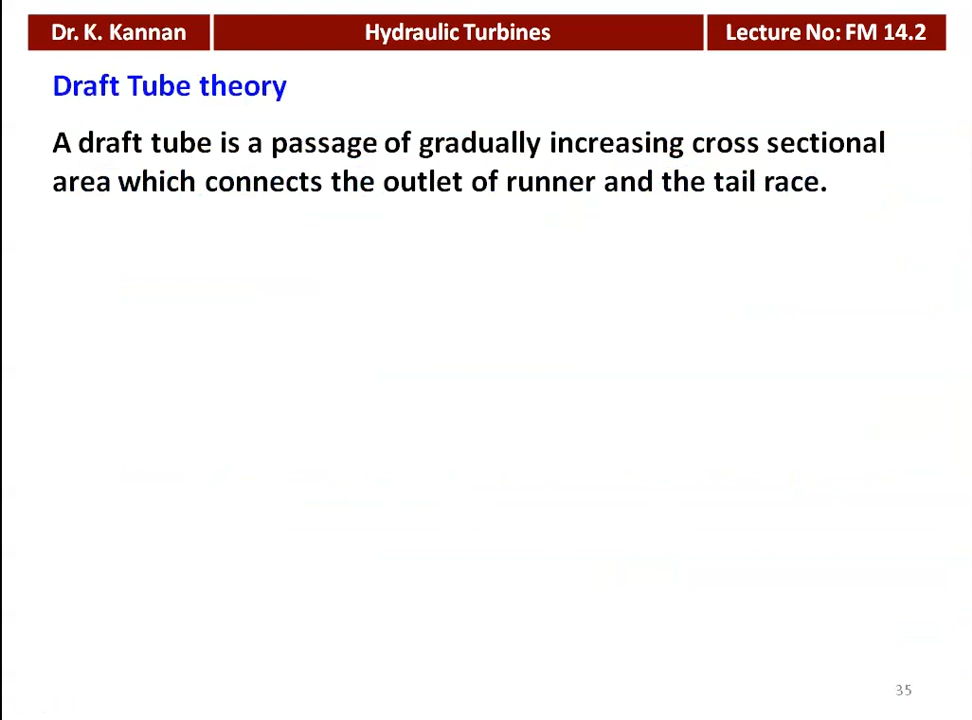 Dr. K. Kannan
Hydraulic Turbines
Lecture No: FM 14.2
Draft Tube theory
A draft tube is a passage of gradually increasing cross sectional
area which connects the outlet of runner and the tail race.
35